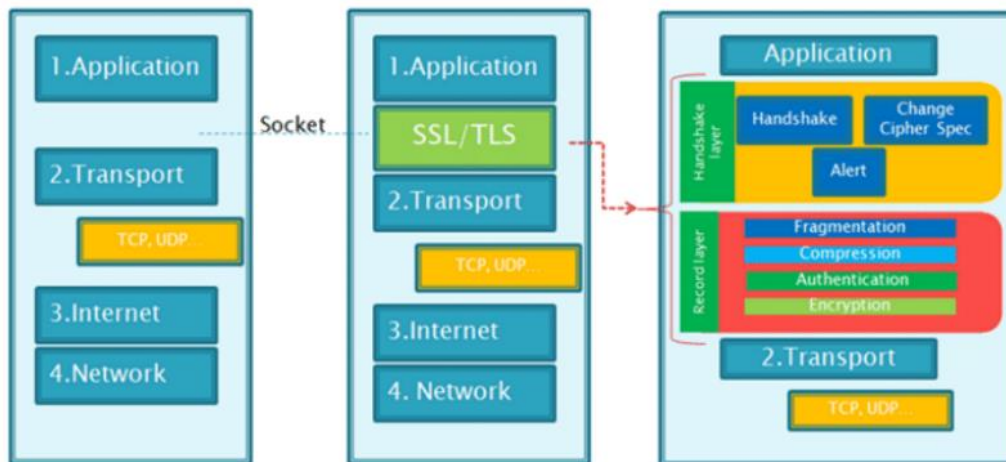 1.Application
2.Transport
TCP, UDP...
3.Internet
4.Network
Socket
1.Application
SSL/TLS
2.Transport
TCP, UDP...
3.Internet
4. Network
Application
Handshake
layer
Handshake
Change
Cipher Spec
Alert
Record layer
Fragmentation
Compression
Authentication
Encryption
2.Transport
TCP, UDP...